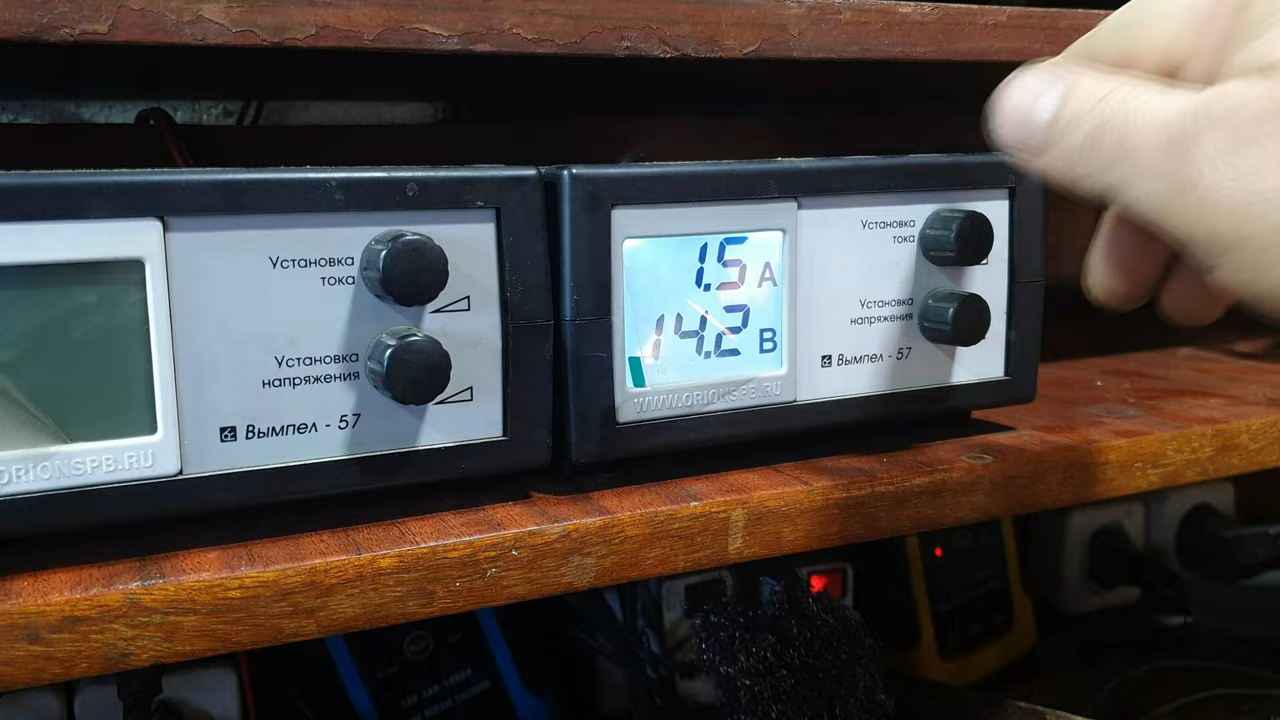 Установка
тока
Установка
напряжения
Вымпел - 57
ORIONSPB.RU
1.5 A
14.2 В
WWW.ORIONSPB.RU
Установка
тока
Установка
напряжения
Вымпел - 57